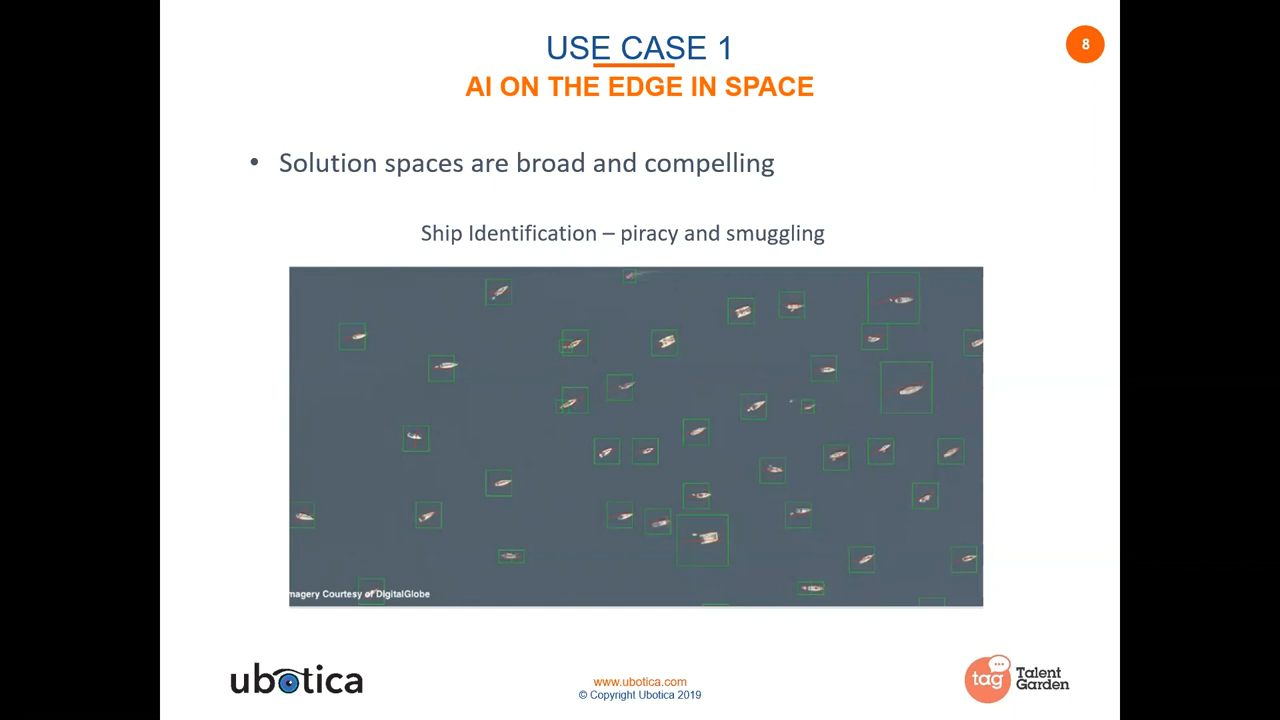 USE CASE 1
8
AI ON THE EDGE IN SPACE
• Solution spaces are broad and compelling
Ship Identification – piracy and smuggling
magery Courtesy of DigitalGlobe
ubotica
www.ubotica.com
© Copyright Ubotica 2019
tag
Talent
Garden